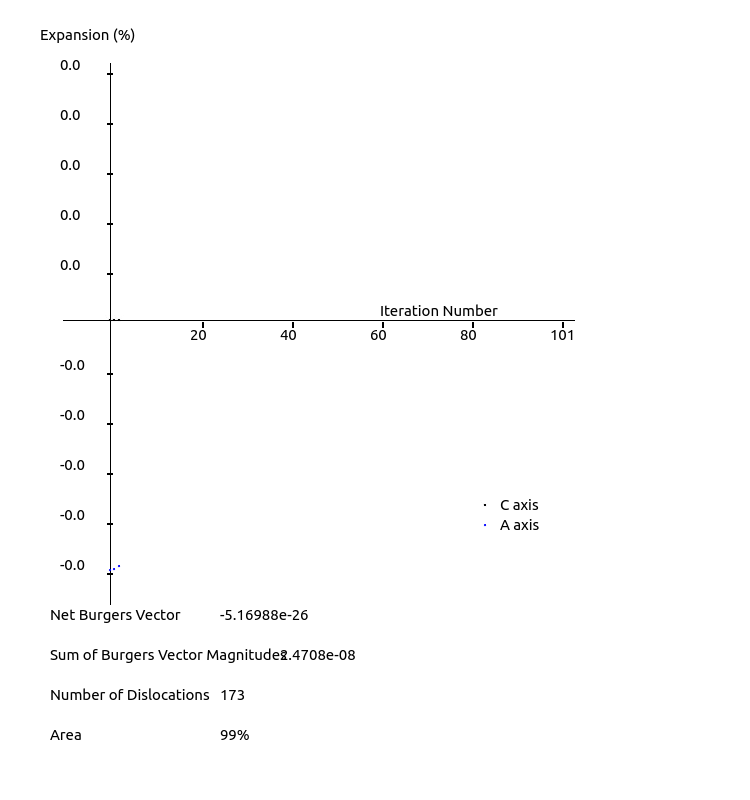 Expansion (%)
0.0
0.0
0.0
0.0
0.0
Iteration Number
20 40 60 80 101
-0.0
-0.0
-0.0
-0.0
-0.0
C axis
A axis
Net Burgers Vector -5.16988e-26
Sum of Burgers Vector Magnitudes 2.4708e-08
Number of Dislocations 173
Area 99%